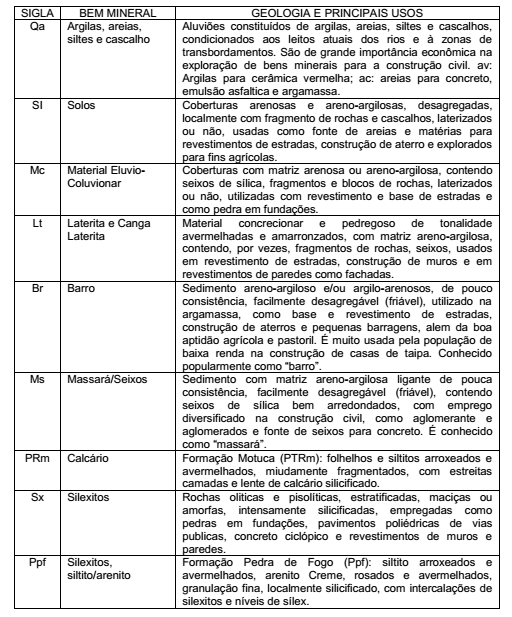 SIGLA BEM MINERAL GEOLOGIA E PRINCIPAIS USOS
Qa Argilas, areias, Aluviões constituidos de argilas, areias, siltes e cascalhos,
siltes e cascalho condicionados aos leitos atuais dos rios e à zonas de
transbordamentos. São de grande importância econômica na
exploração de bens minerais para a construção civil. av:
Argilas para cerâmica vermelha; ac: areias para concreto,
emulsão asfaltica e argamassa.
SI Solos Coberturas arenosas e areno-argilosas, desagregadas,
localmente com fragmento de rochas e cascalhos, laterizados
ou não, usadas como fonte de areias e matérias para
revestimentos de estradas, construção de aterro e explorados
para fins agrícolas.
Mc Material Eluvio- Coberturas com matriz arenosa ou areno-argilosa, contendo
Coluvionar seixos de sílica, fragmentos e blocos de rochas, laterizados
ou não, utilizadas com revestimento e base de estradas e
como pedra em fundações.
Lt Laterita e Canga Material concrecionar e pedregoso de tonalidade
Laterita avermelhadas e amarronzados, com matriz areno-argilosa,
contendo, por vezes, fragmentos de rochas, seixos, usados
em revestimento de estradas, construção de muros e em
revestimentos de paredes como fachadas.
Br Barro Sedimento areno-argiloso e/ou argilo-arenosos, de pouco
consistência, facilmente desagregável (friável), utilizado na
argamassa, como base e revestimento de estradas,
construção de aterros e pequenas barragens, alem da boa
aptidão agrícola e pastoril. É muito usada pela população de
baixa renda na construção de casas de taipa. Conhecido
popularmente como “barro”.
Ms Massará/Seixos Sedimento com matriz areno-argilosa ligante de pouca
consistência, facilmente desagregável (friável), contendo
seixos de sílica bem arredondados, com emprego
diversificado na construção civil, como aglomerante e
aglomerados e fonte de seixos para concreto. É conhecido
como “massará”.
PRm Calcário Formação Motuca (PTRm): folhelhos e siltitos arroxeados e
avermelhados, miudamente fragmentados, com estreitas
camadas e lente de calcário silicificado.
Sx Silexitos Rochas oliticas e pisolíticas, estratificadas, maciças ou
amorfas, intensamente silicificadas, empregadas como
pedras em fundações, pavimentos poliédricas de vias
publicas, concreto ciclópico e revestimentos de muros e
paredes.
Ppf Silexitos, Formação Pedra de Fogo (Ppf): siltito arroxeados e
siltito/arenito avermelhados, arenito Creme, rosados e avermelhados,
granulação fina, localmente silicificado, com intercalações de
silexitos e níveis de sílex.